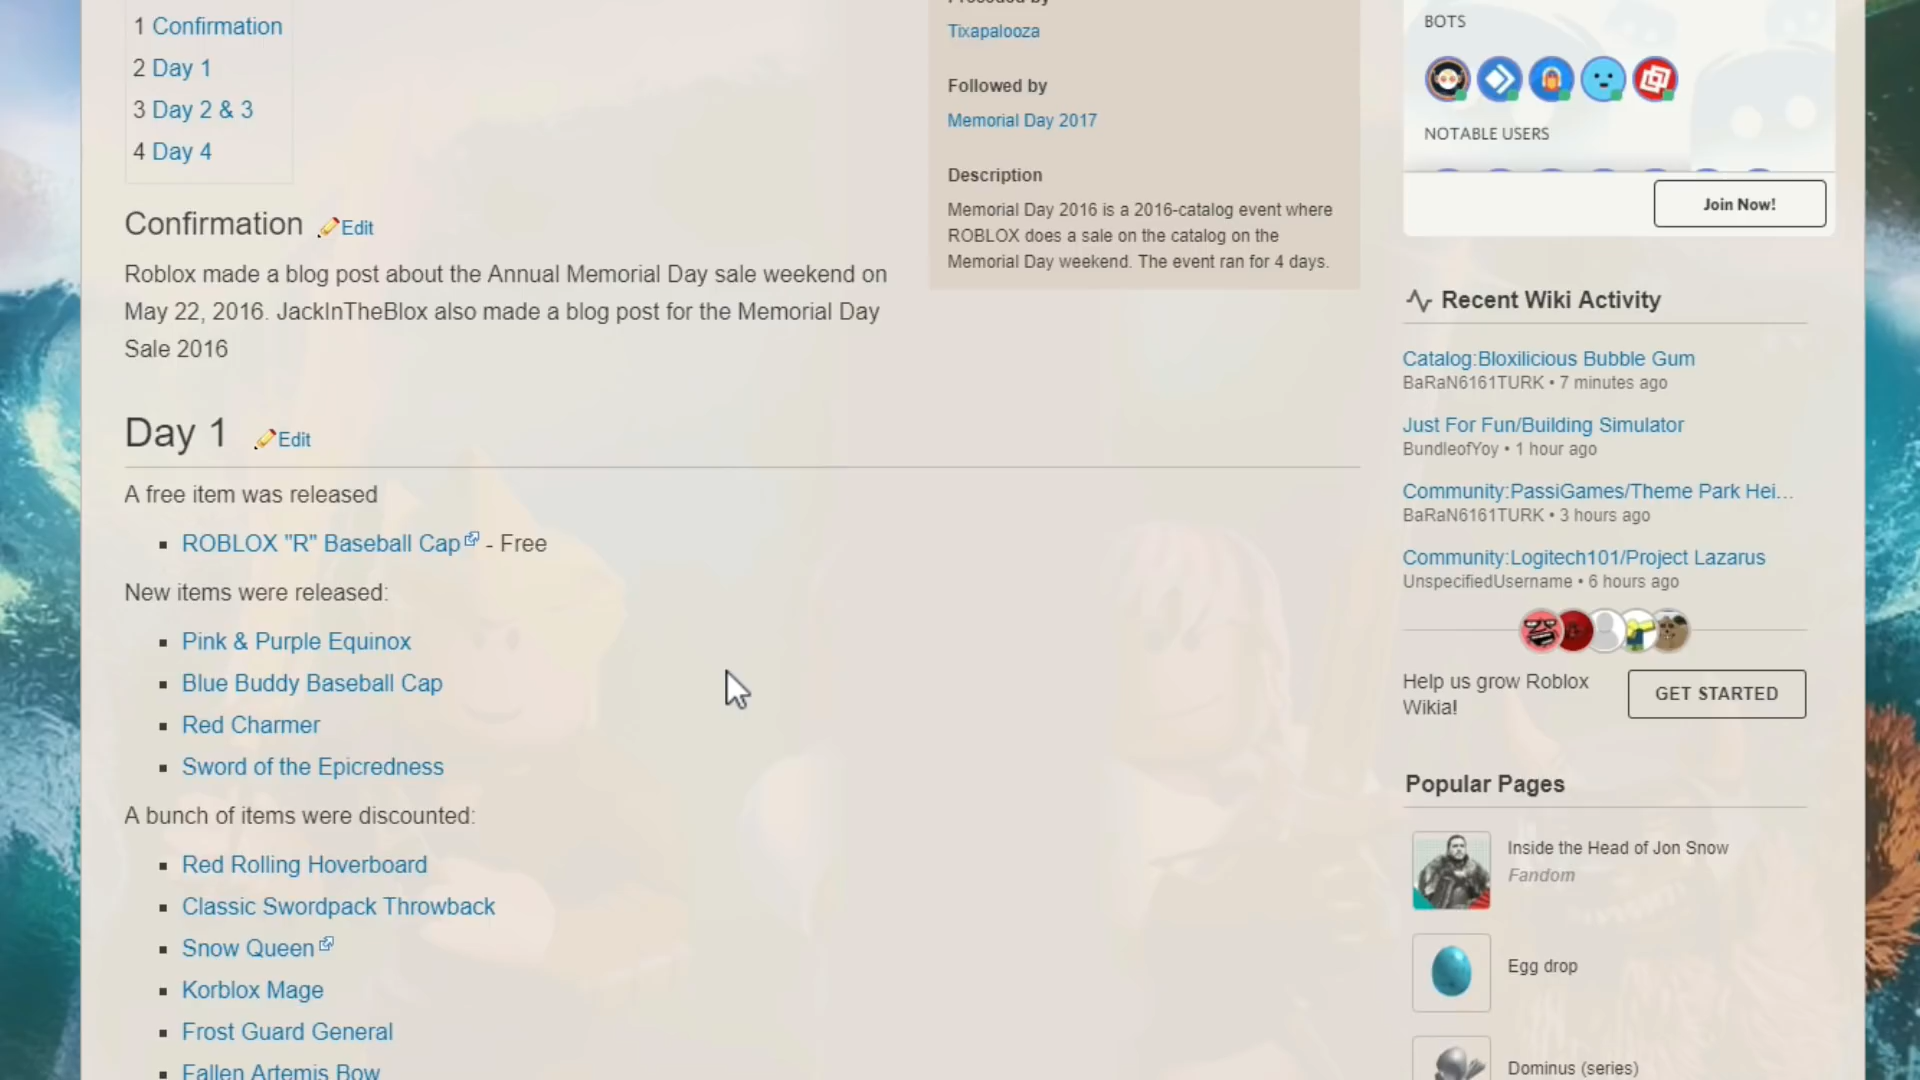 1 Confirmation
2 Day 1
3 Day 2 & 3
4 Day 4
Confirmation Edit
Roblox made a blog post about the Annual Memorial Day sale weekend on
May 22, 2016. JackInTheBlox also made a blog post for the Memorial Day
Sale 2016
Day 1 Edit
A free item was released
ROBLOX "R" Baseball Cap - Free
New items were released:
Pink & Purple Equinox
Blue Buddy Baseball Cap
Red Charmer
Sword of the Epicredness
A bunch of items were discounted:
Red Rolling Hoverboard
Classic Swordpack Throwback
Snow Queen
Korblox Mage
Frost Guard General
Fallen Artemis Bow
Preceded by
Tixapalooza
Followed by
Memorial Day 2017
Description
Memorial Day 2016 is a 2016-catalog event where
ROBLOX does a sale on the catalog on the
Memorial Day weekend. The event ran for 4 days.
BOTS
NOTABLE USERS
Join Now!
Recent Wiki Activity
Catalog:Bloxilicious Bubble Gum
BaRaN6161TURK • 7 minutes ago
Just For Fun/Building Simulator
BundleofYoy • 1 hour ago
Community:PassiGames/Theme Park Hei...
BaRaN6161TURK • 3 hours ago
Community:Logitech101/Project Lazarus
UnspecifiedUsername • 6 hours ago
Help us grow Roblox
Wikia!
GET STARTED
Popular Pages
Inside the Head of Jon Snow
Fandom
Egg drop
Dominus (series)